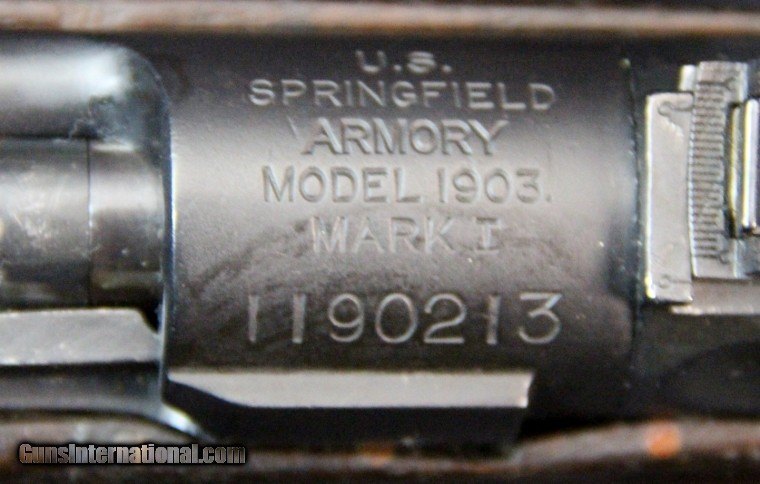 U.S.
SPRINGFIELD
ARMORY
MODEL 1903.
MARK I
1190213
GunsInternational.com